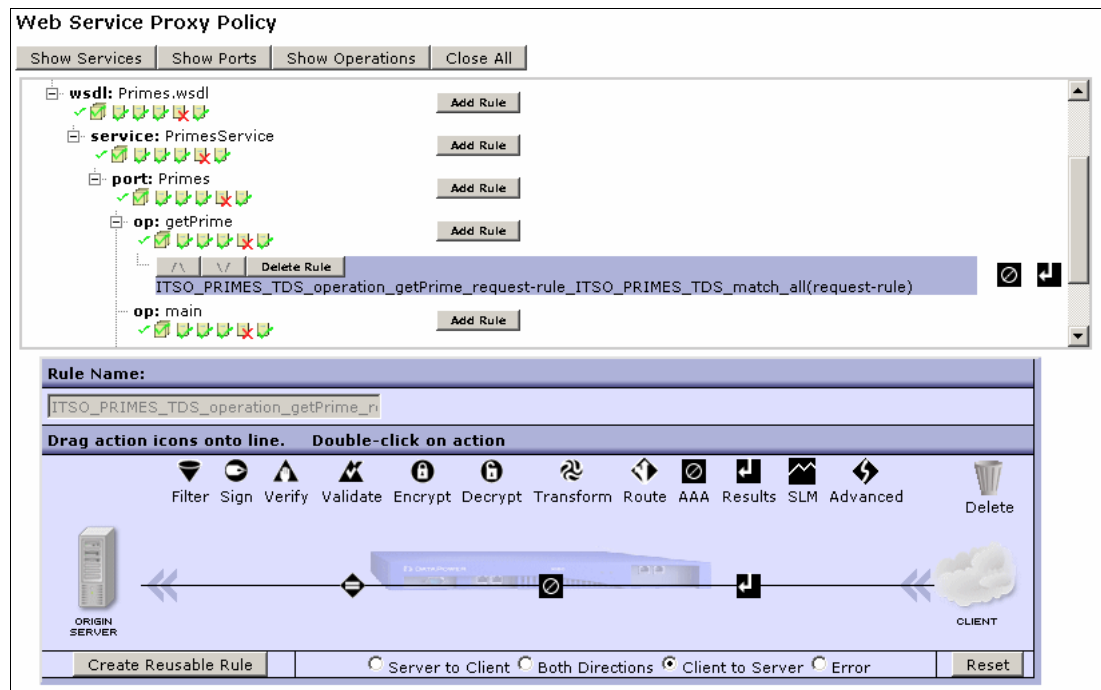 Web Service Proxy Policy
Show Services Show Ports Show Operations Close All
wsdl: Primes.wsdl Add Rule
service: PrimesService Add Rule
port: Primes Add Rule
op: getPrime Add Rule
/\ \/ Delete Rule
ITSO_PRIMES_TDS_operation_getPrime_request-rule_ITSO_PRIMES_TDS_match_all(request-rule)
op: main Add Rule
Rule Name:
ITSO_PRIMES_TDS_operation_getPrime_r
Drag action icons onto line. Double-click on action
Filter Sign Verify Validate Encrypt Decrypt Transform Route AAA Results SLM Advanced
Delete
DATAPOWER
ORIGIN SERVER
CLIENT
Create Reusable Rule Server to Client Both Directions Client to Server Error Reset